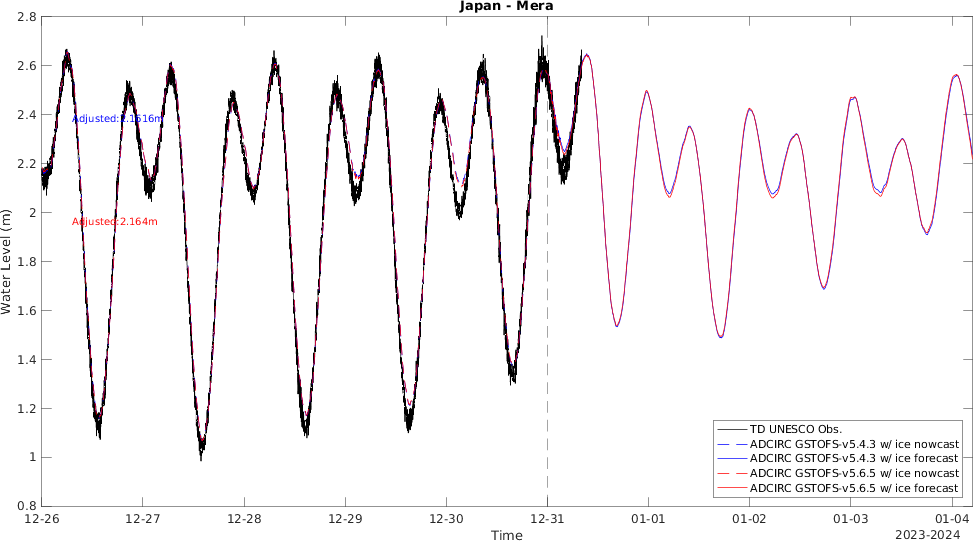 Japan - Mera
2.8
2.6
2.4
2.2
2
1.8
1.6
1.4
1.2
1
0.8
Water Level (m)
Adjusted:2.1616m
Adjusted:2.164m
TD UNESCO Obs.
ADCIRC GSTOFS-v5.4.3 w/ ice nowcast
ADCIRC GSTOFS-v5.4.3 w/ ice forecast
ADCIRC GSTOFS-v5.6.5 w/ ice nowcast
ADCIRC GSTOFS-v5.6.5 w/ ice forecast
12-26 12-27 12-28 12-29 12-30 12-31 01-01 01-02 01-03 01-04
Time
2023-2024